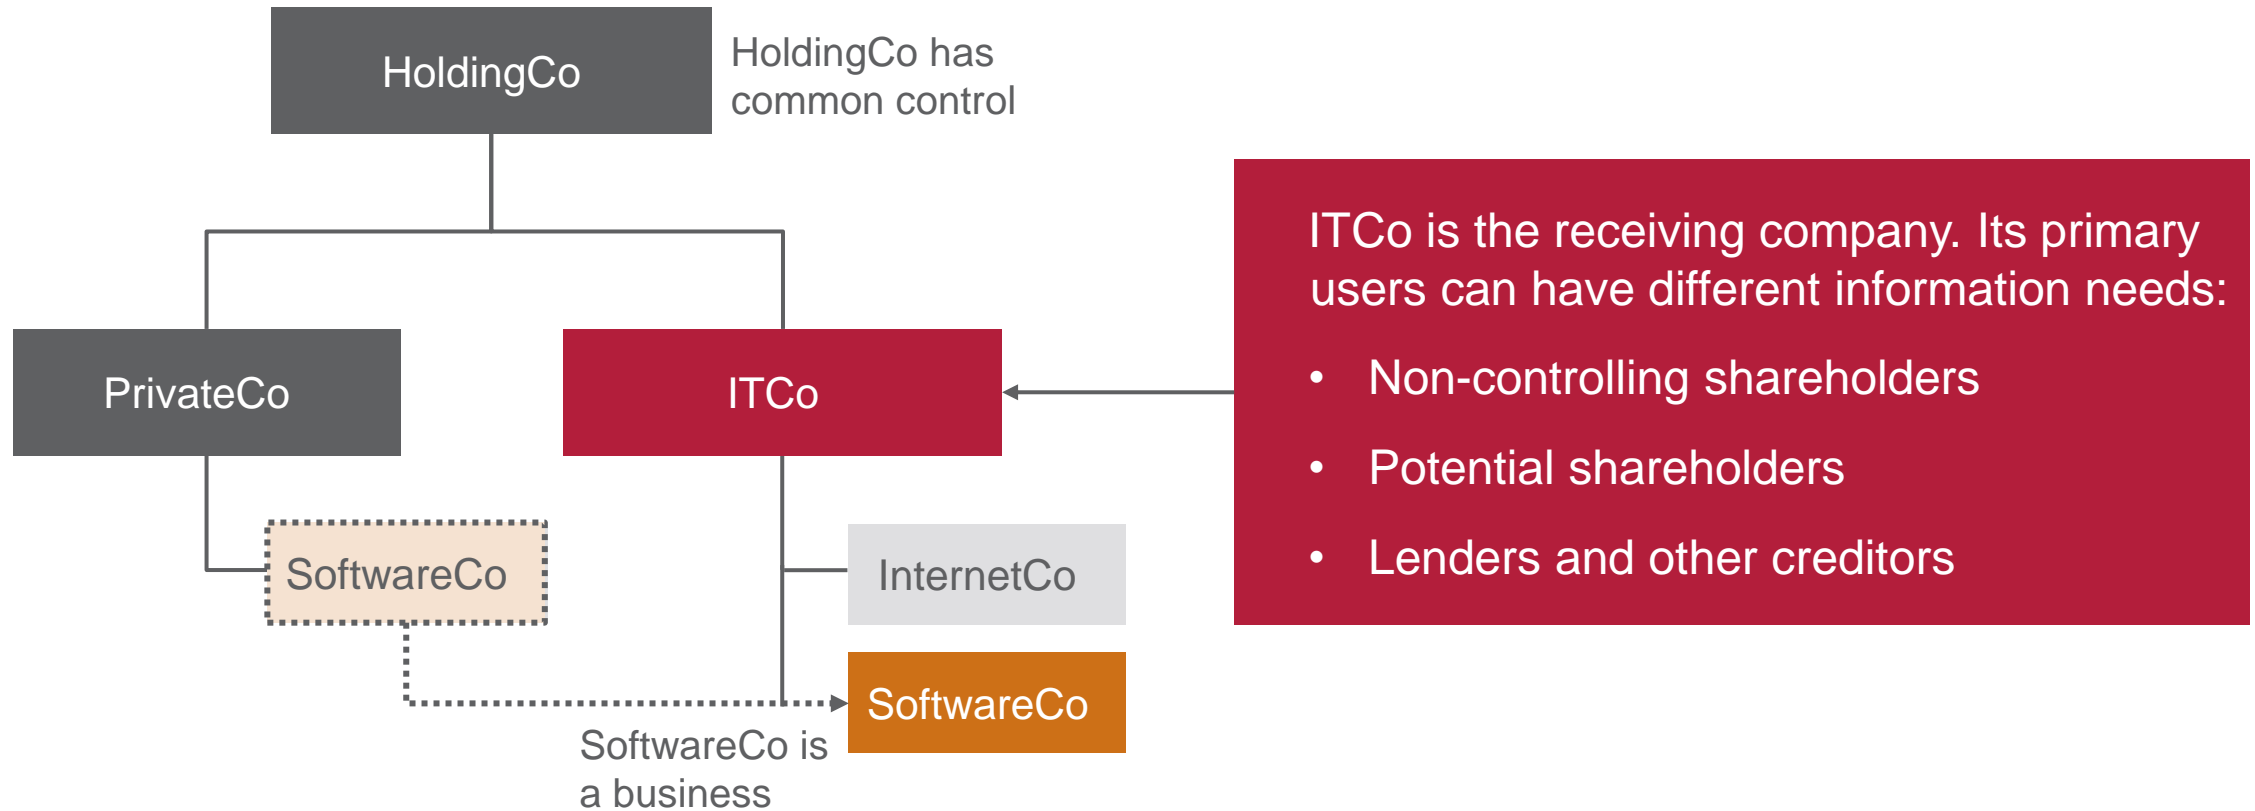 HoldingCo
HoldingCo has
common control
PrivateCo
ITCo
SoftwareCo
InternetCo
SoftwareCo
SoftwareCo is
a business
ITCo is the receiving company. Its primary
users can have different information needs:
• Non-controlling shareholders
• Potential shareholders
• Lenders and other creditors